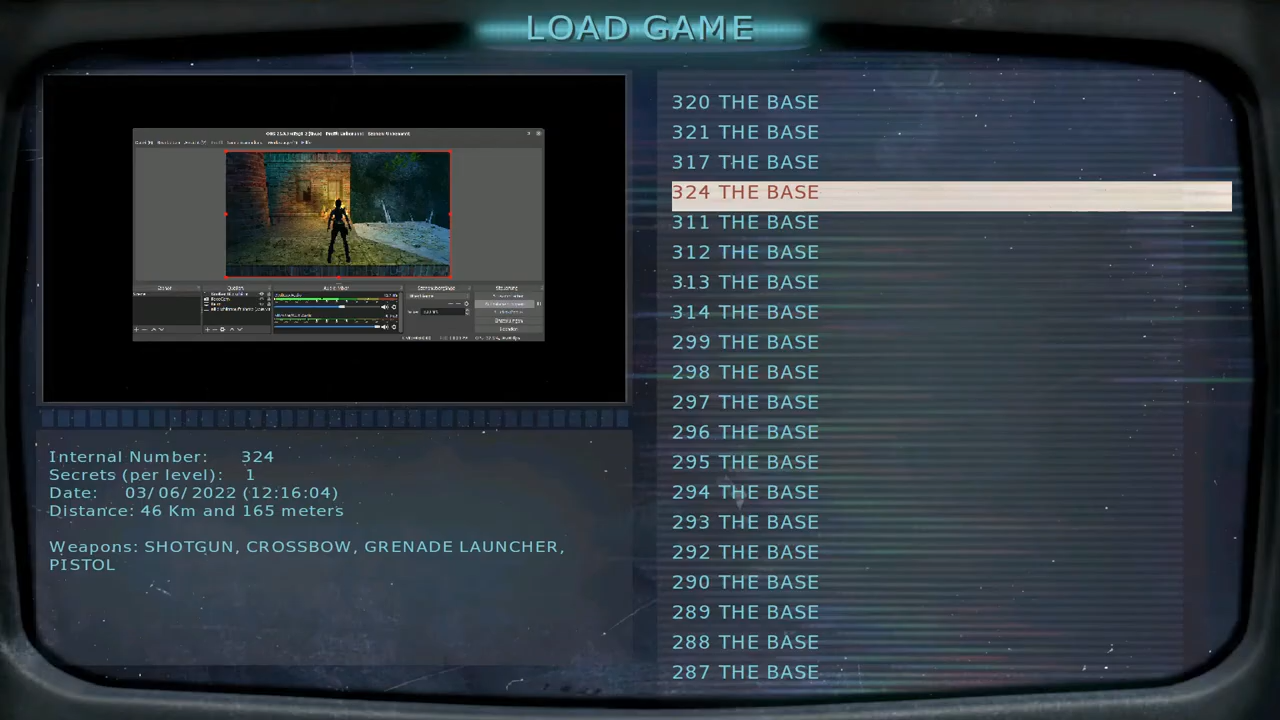 LOAD GAME
320 THE BASE
321 THE BASE
317 THE BASE
324 THE BASE
311 THE BASE
312 THE BASE
313 THE BASE
314 THE BASE
299 THE BASE
298 THE BASE
297 THE BASE
296 THE BASE
295 THE BASE
294 THE BASE
293 THE BASE
292 THE BASE
290 THE BASE
289 THE BASE
288 THE BASE
287 THE BASE
Internal Number: 324
Secrets (per level): 1
Date: 03/06/2022 (12:16:04)
Distance: 46 Km and 165 meters
Weapons: SHOTGUN, CROSSBOW, GRENADE LAUNCHER,
PISTOL